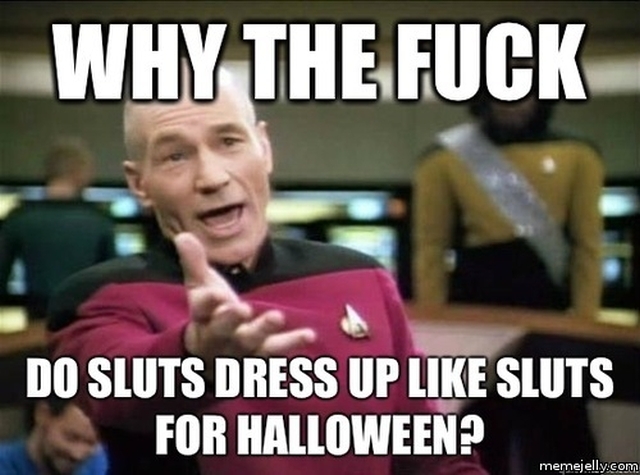 WHY THE FUCK
DO SLUTS DRESS UP LIKE SLUTS
FOR HALLOWEEN?
memejelly.com